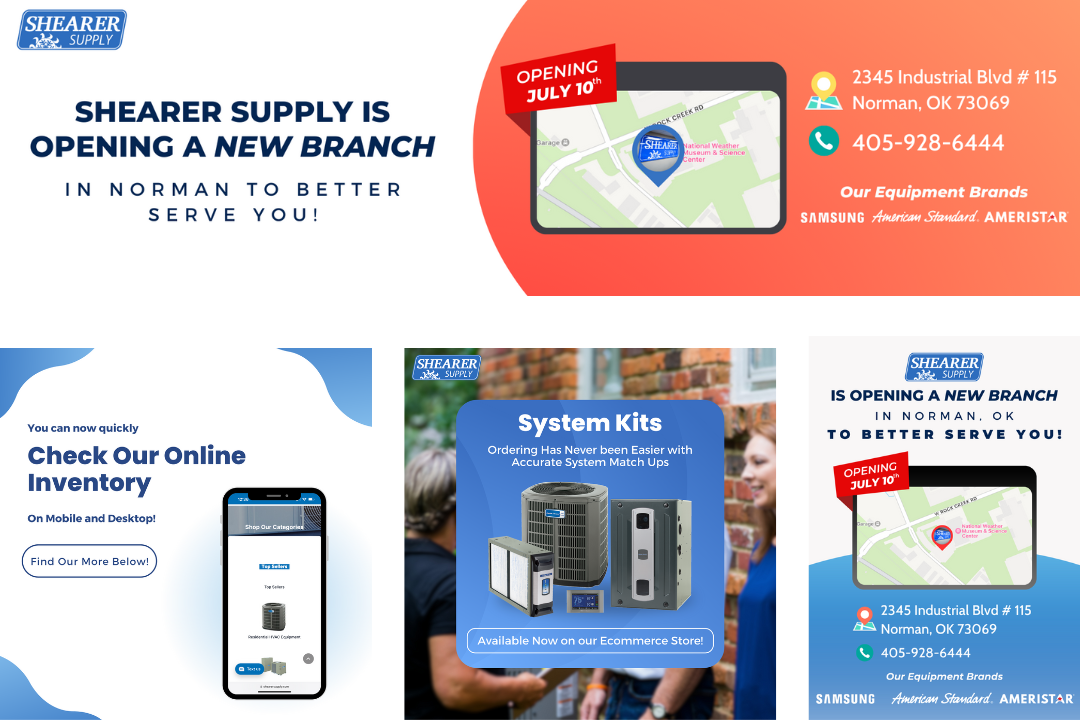 SHEARER
SUPPLY
SHEARER SUPPLY IS
OPENING A NEW BRANCH
IN NORMAN TO BETTER
SERVE YOU!
OPENING
JULY 10th
ROCK CREEK RD
Garage
SHEARER
National Weather
Museum & Science
Center
2345 Industrial Blvd # 115
Norman, OK 73069
405-928-6444
Our Equipment Brands
SAMSUNG American Standard AMERISTAR
You can now quickly
Check Our Online
Inventory
On Mobile and Desktop!
Find Our More Below!
Shop Our Categories
Top Sellers
Top Sellers
Residential HVAC Equipment
Text us
shearer.supply.com
SHEARER
SUPPLY
System Kits
Ordering Has Never been Easier with
Accurate System Match Ups
Available Now on our Ecommerce Store!
SHEARER
SUPPLY
IS OPENING A NEW BRANCH
IN NORMAN, OK
TO BETTER SERVE YOU!
OPENING
JULY 10th
W ROCK CREEK RD
Garage
National Weather
Museum & Science
Center
2345 Industrial Blvd # 115
Norman, OK 73069
405-928-6444
Our Equipment Brands
SAMSUNG American Standard AMERISTAR